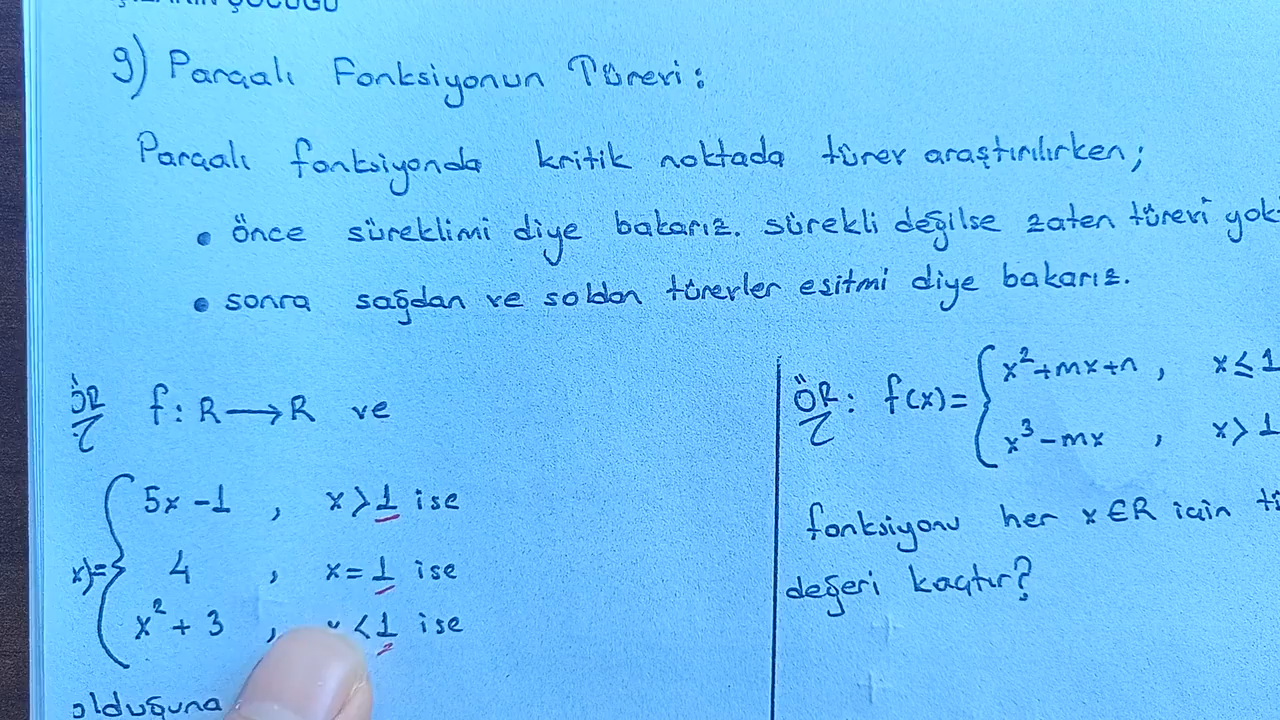 9) Parçalı Fonksiyonun Türevi:
Parçalı fonksiyonda kritik noktada türev araştırılırken;
• önce süreklimi diye bakarız. sürekli değilse zaten türevi yok
• sonra sağdan ve soldan türevler eşitmi diye bakarız.
ÖR: f: R → R ve
x)= { 5x - 1 , x > 1 ise
4 , x = 1 ise
x² + 3 , x < 1 ise
olduğuna
ÖR: f(x) = { x² + mx + n , x ≤ 1
x³ - mx , x > 1
fonksiyonu her x ∈ R için
değeri kaçtır?